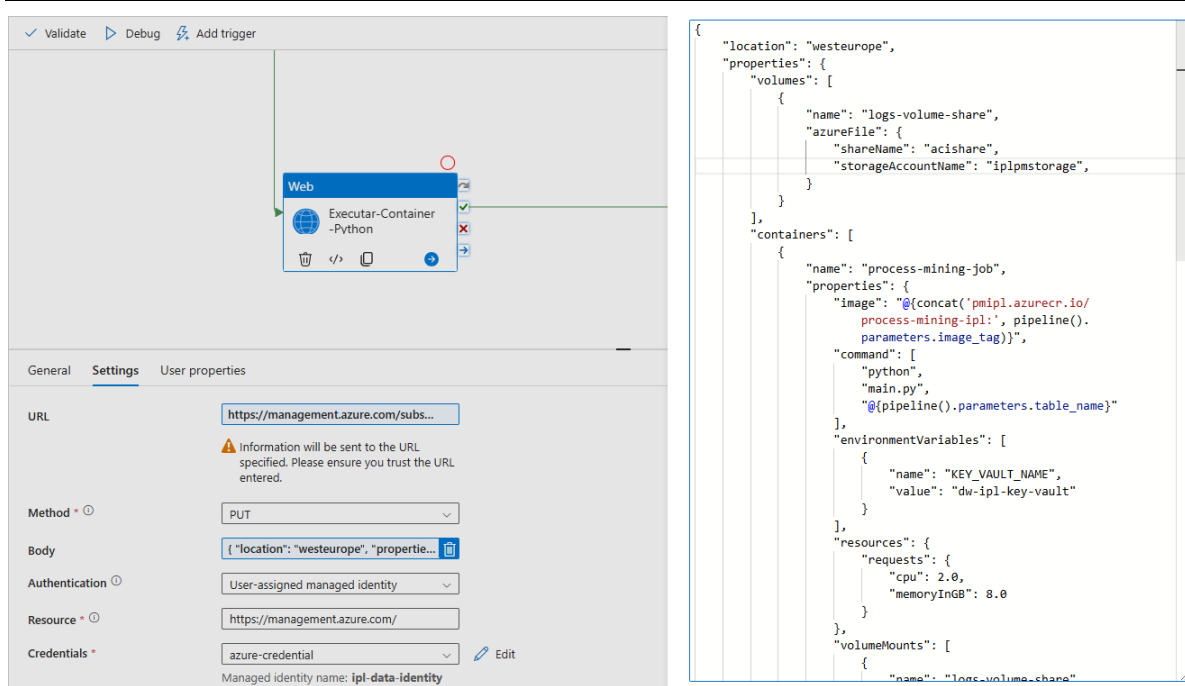 Validate
Debug
Add trigger
Web
Executar-Container
-Python
General
Settings
User properties
URL
https://management.azure.com/subs...
Information will be sent to the URL
specified. Please ensure you trust the URL
entered.
Method *
PUT
Body
{ "location": "westeurope", "propertie...
Authentication
User-assigned managed identity
Resource *
https://management.azure.com/
Credentials *
azure-credential
Edit
Managed identity name: ipl-data-identity
{
"location": "westeurope",
"properties": {
"volumes": [
{
"name": "logs-volume-share",
"azureFile": {
"shareName": "acishare",
"storageAccountName": "iplpmstorage",
}
}
],
"containers": [
{
"name": "process-mining-job",
"properties": {
"image": "@{concat('pmipl.azurecr.io/
process-mining-ipl:', pipeline().
parameters.image_tag)}",
"command": [
"python",
"main.py",
"@{pipeline().parameters.table_name}"
],
"environmentVariables": [
{
"name": "KEY_VAULT_NAME",
"value": "dw-ipl-key-vault"
}
],
"resources": {
"requests": {
"cpu": 2.0,
"memoryInGB": 8.0
}
},
"volumeMounts": [
{
"name": "logs-volume-share"